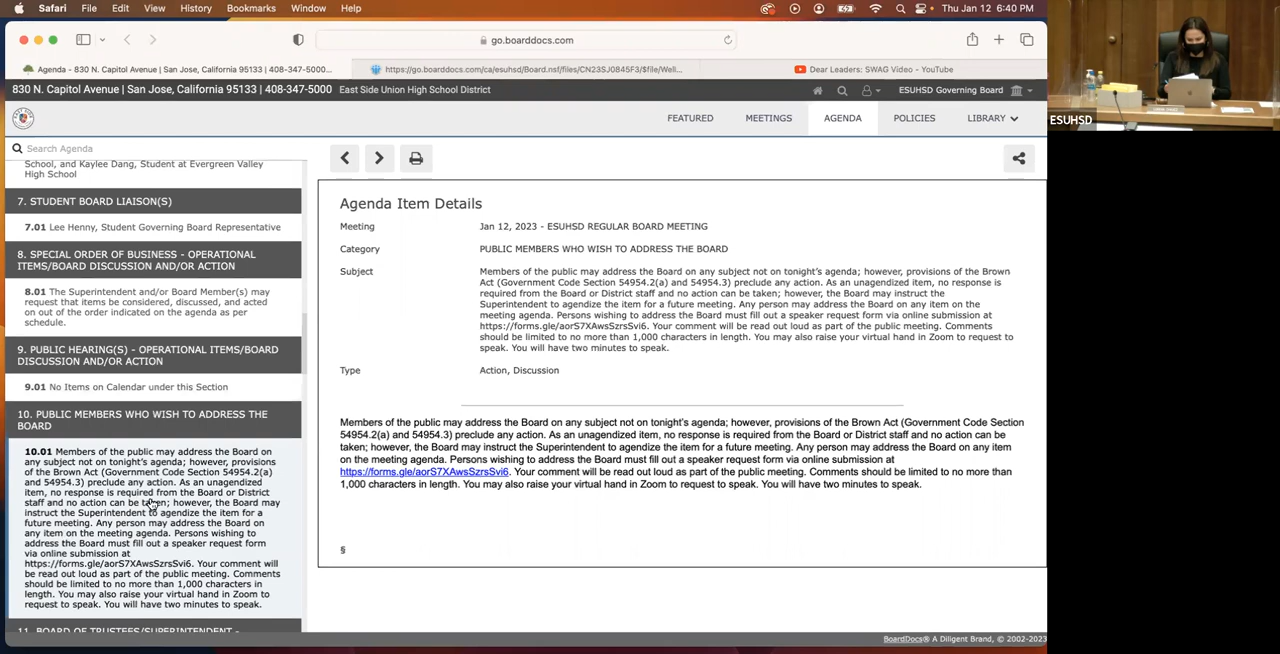 Safari File Edit View History Bookmarks Window Help Thu Jan 12 6:40 PM
go.boarddocs.com
Agenda - 830 N. Capitol Avenue | San Jose, California 95133 | 408-347-5000...
https://go.boarddocs.com/ca/esuhsd/Board.nsf/files/CN23SJ0845F3/$file/Well...
Dear Leaders: SWAG Video - YouTube
830 N. Capitol Avenue | San Jose, California 95133 | 408-347-5000 East Side Union High School District
ESUHSD Governing Board
FEATURED MEETINGS AGENDA POLICIES LIBRARY
Search Agenda
School, and Kaylee Dang, Student at Evergreen Valley
High School
7. STUDENT BOARD LIAISON(S)
7.01 Lee Henny, Student Governing Board Representative
8. SPECIAL ORDER OF BUSINESS - OPERATIONAL
ITEMS/BOARD DISCUSSION AND/OR ACTION
8.01 The Superintendent and/or Board Member(s) may
request that items be considered, discussed, and acted
on out of the order indicated on the agenda as per
schedule.
9. PUBLIC HEARING(S) - OPERATIONAL ITEMS/BOARD
DISCUSSION AND/OR ACTION
9.01 No Items on Calendar under this Section
10. PUBLIC MEMBERS WHO WISH TO ADDRESS THE
BOARD
10.01 Members of the public may address the Board on
any subject not on tonight's agenda; however, provisions
of the Brown Act (Government Code Section 54954.2(a)
and 54954.3) preclude any action. As an unagendized
item, no response is required from the Board or District
staff and no action can be taken; however, the Board may
instruct the Superintendent to agendize the item for a
future meeting. Any person may address the Board on
any item on the meeting agenda. Persons wishing to
address the Board must fill out a speaker request form
via online submission at
https://forms.gle/aorS7XAwsSzrsSvi6. Your comment will
be read out loud as part of the public meeting. Comments
should be limited to no more than 1,000 characters in
length. You may also raise your virtual hand in Zoom to
request to speak. You will have two minutes to speak.
11. BOARD OF TRUSTEES/SUPERINTENDENT -
Agenda Item Details
Meeting Jan 12, 2023 - ESUHSD REGULAR BOARD MEETING
Category PUBLIC MEMBERS WHO WISH TO ADDRESS THE BOARD
Subject Members of the public may address the Board on any subject not on tonight's agenda; however, provisions of the Brown
Act (Government Code Section 54954.2(a) and 54954.3) preclude any action. As an unagendized item, no response is
required from the Board or District staff and no action can be taken; however, the Board may instruct the
Superintendent to agendize the item for a future meeting. Any person may address the Board on any item on the
meeting agenda. Persons wishing to address the Board must fill out a speaker request form via online submission at
https://forms.gle/aorS7XAwsSzrsSvi6. Your comment will be read out loud as part of the public meeting. Comments
should be limited to no more than 1,000 characters in length. You may also raise your virtual hand in Zoom to request to
speak. You will have two minutes to speak.
Type Action, Discussion
Members of the public may address the Board on any subject not on tonight's agenda; however, provisions of the Brown Act (Government Code Section
54954.2(a) and 54954.3) preclude any action. As an unagendized item, no response is required from the Board or District staff and no action can be
taken; however, the Board may instruct the Superintendent to agendize the item for a future meeting. Any person may address the Board on any item
on the meeting agenda. Persons wishing to address the Board must fill out a speaker request form via online submission at
https://forms.gle/aorS7XAwsSzrsSvi6. Your comment will be read out loud as part of the public meeting. Comments should be limited to no more than
1,000 characters in length. You may also raise your virtual hand in Zoom to request to speak. You will have two minutes to speak.
§
BoardDocs® A Diligent Brand, © 2002-2023
ESUHSD